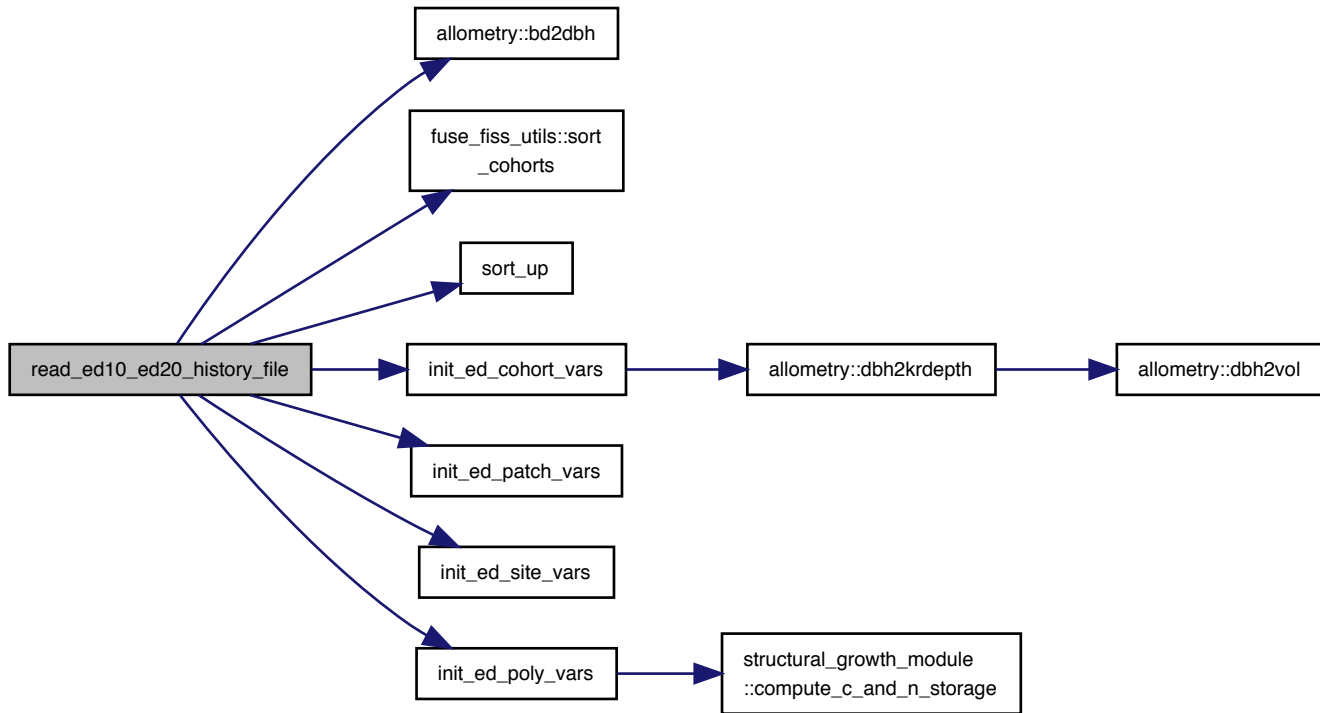 allometry::bd2dbh
fuse_fiss_utils::sort
_cohorts
sort_up
read_ed10_ed20_history_file
init_ed_cohort_vars
allometry::dbh2krdepth
allometry::dbh2vol
init_ed_patch_vars
init_ed_site_vars
init_ed_poly_vars
structural_growth_module
::compute_c_and_n_storage